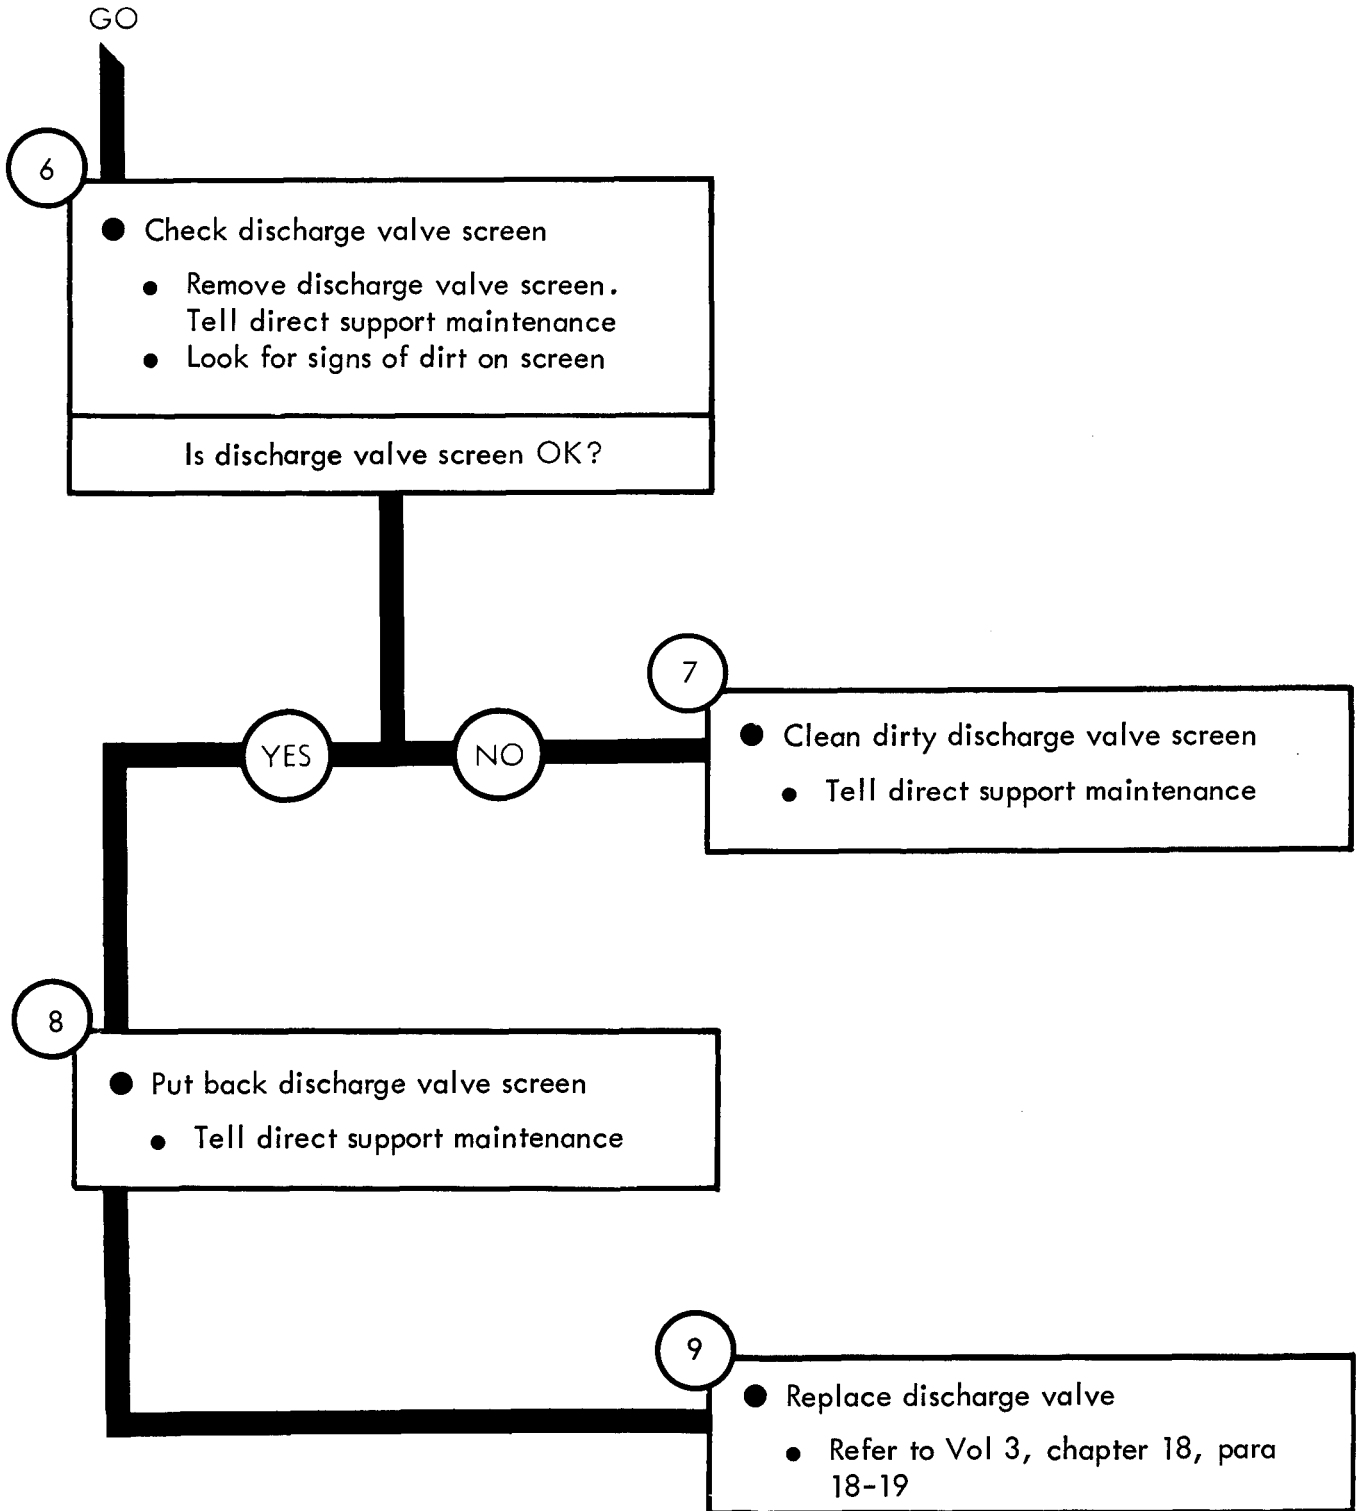 GO
6
● Check discharge valve screen
● Remove discharge valve screen.
Tell direct support maintenance
● Look for signs of dirt on screen
Is discharge valve screen OK?
YES
NO
7
● Clean dirty discharge valve screen
● Tell direct support maintenance
8
● Put back discharge valve screen
● Tell direct support maintenance
9
● Replace discharge valve
● Refer to Vol 3, chapter 18, para
18-19